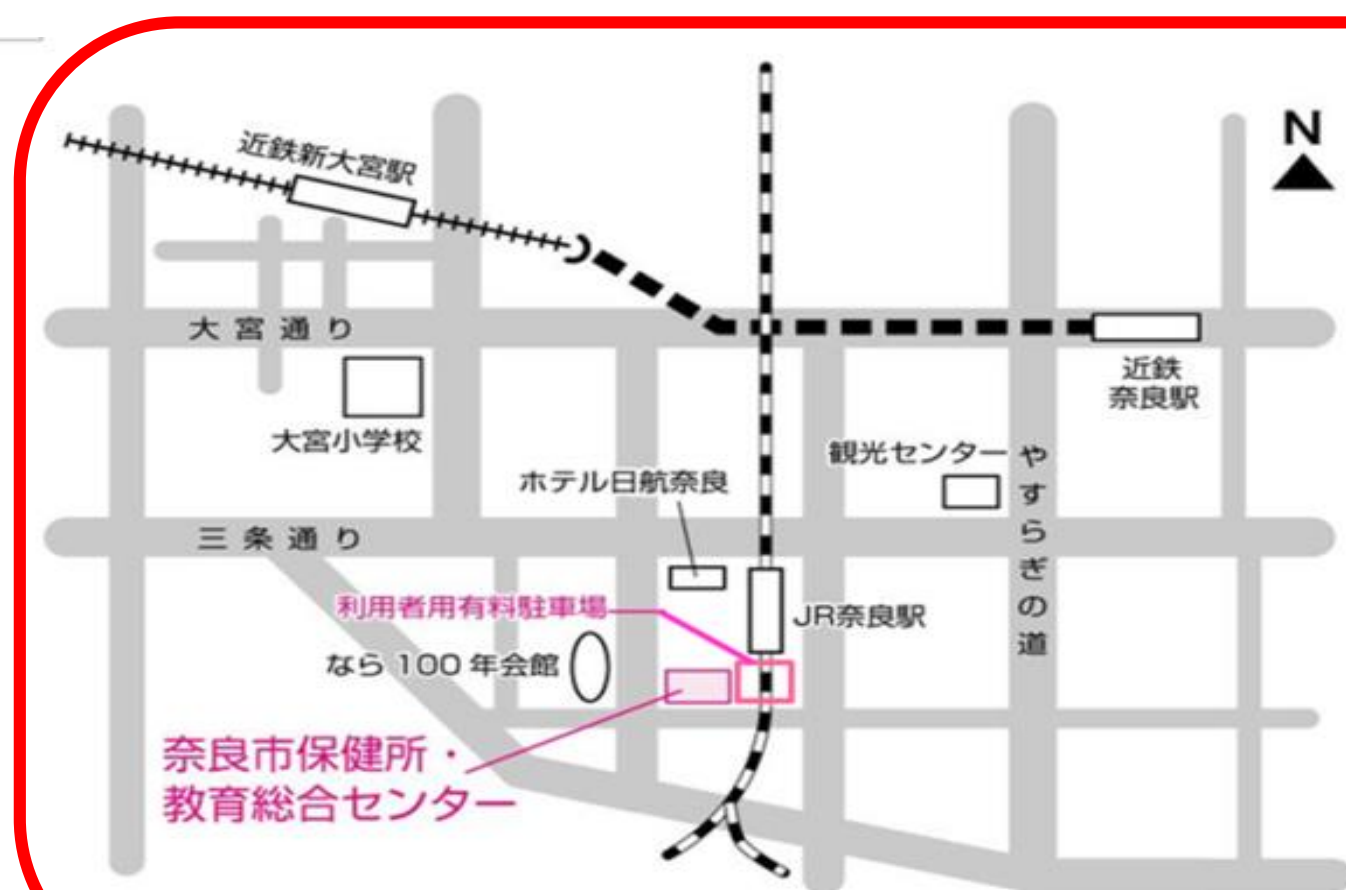 N
近鉄新大宮駅
大宮通り
近鉄
奈良駅
大宮小学校
観光センター
やすらぎの道
ホテル日航奈良
三条通り
利用者用有料駐車場
JR奈良駅
なら100年会館
奈良市保健所・
教育総合センター